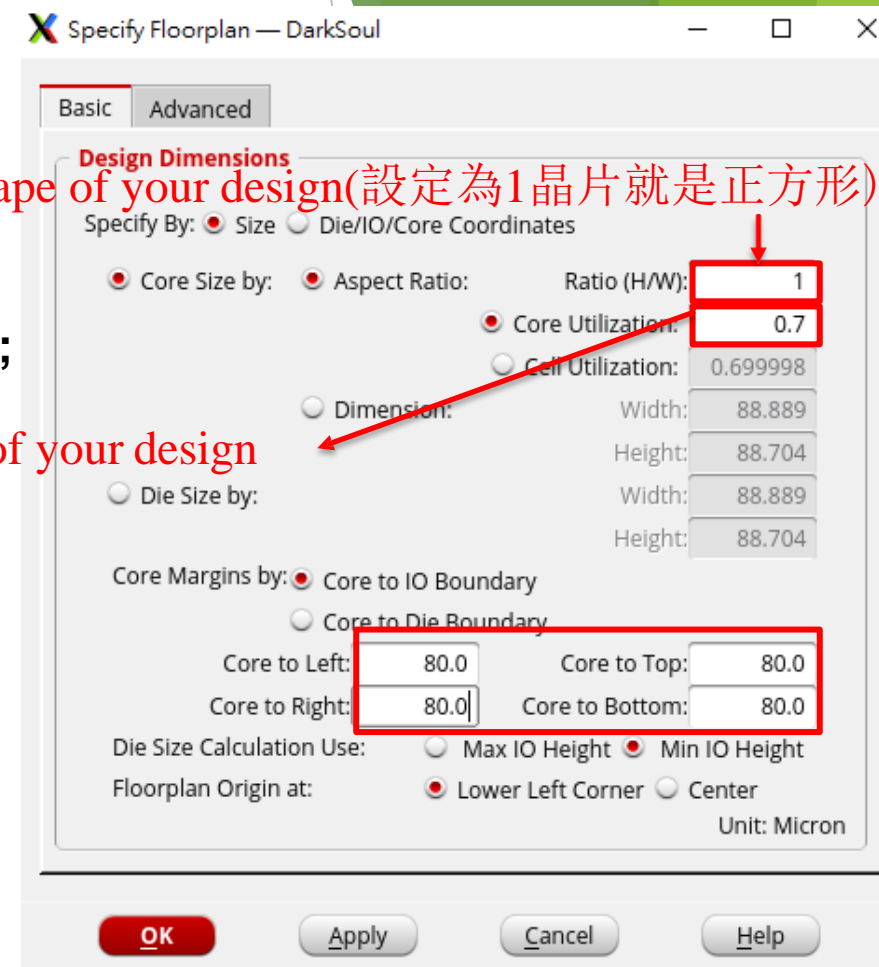 Specify Floorplan — DarkSoul
Basic Advanced
Design Dimensions
of your design(設定為1晶片就是正方形)
Specify By: Size Die/IO/Core Coordinates
Core Size by: Aspect Ratio: Ratio (H/W): 1
Core Utilization: 0.7
;
Cell Utilization: 0.699998
Dimension: Width: 88.889
of your design
Height: 88.704
Die Size by: Width: 88.889
Height: 88.704
Core Margins by: Core to IO Boundary
Core to Die Boundary
Core to Left: 80.0 Core to Top: 80.0
Core to Right: 80.0 Core to Bottom: 80.0
Die Size Calculation Use: Max IO Height Min IO Height
Floorplan Origin at: Lower Left Corner Center
Unit: Micron
OK Apply Cancel Help